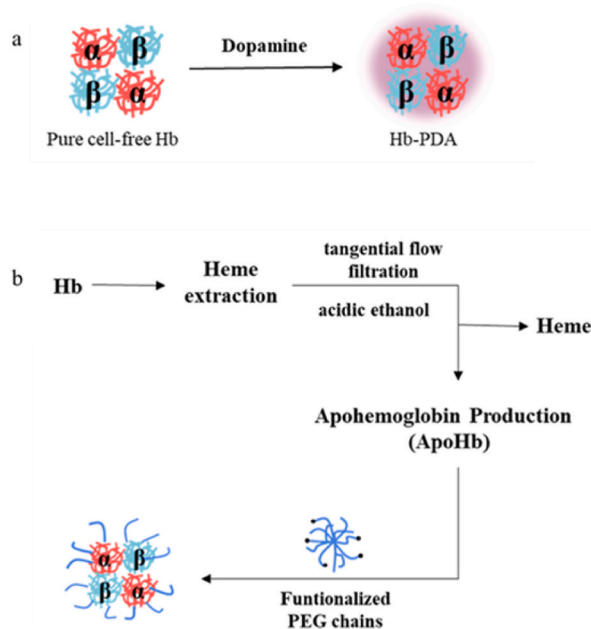 a
α β
β α
Pure cell-free Hb
Dopamine
α β
β α
Hb-PDA
b
Hb
Heme
extraction
tangential flow
filtration
acidic ethanol
Heme
Apohemoglobin Production
(ApoHb)
Funtionalized
PEG chains
α β
β α